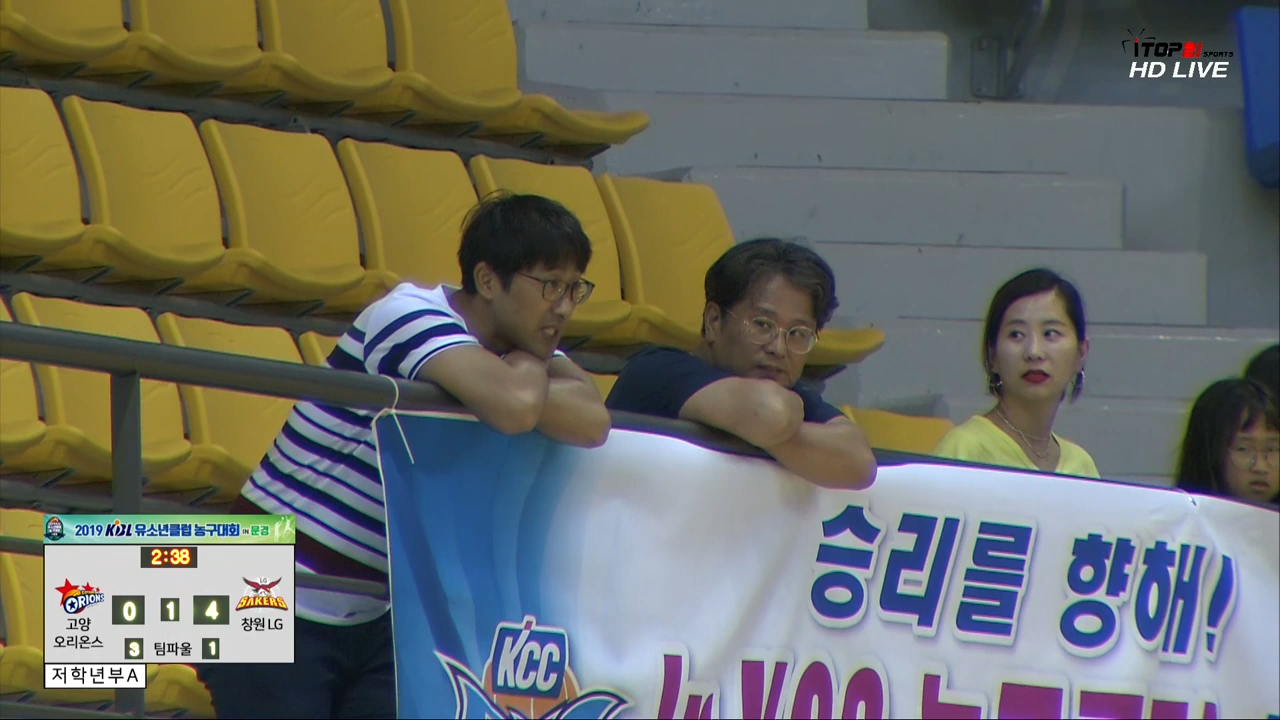 iTOP21 SPORTS
HD LIVE
승리를 향해!
KCC
2019 KBL 유소년클럽 농구대회 IN 문경
2:38
ORIONS
0 1 4
LG
SAKERS
고양
오리온스
창원 LG
3 팀파울 1
저학년부A